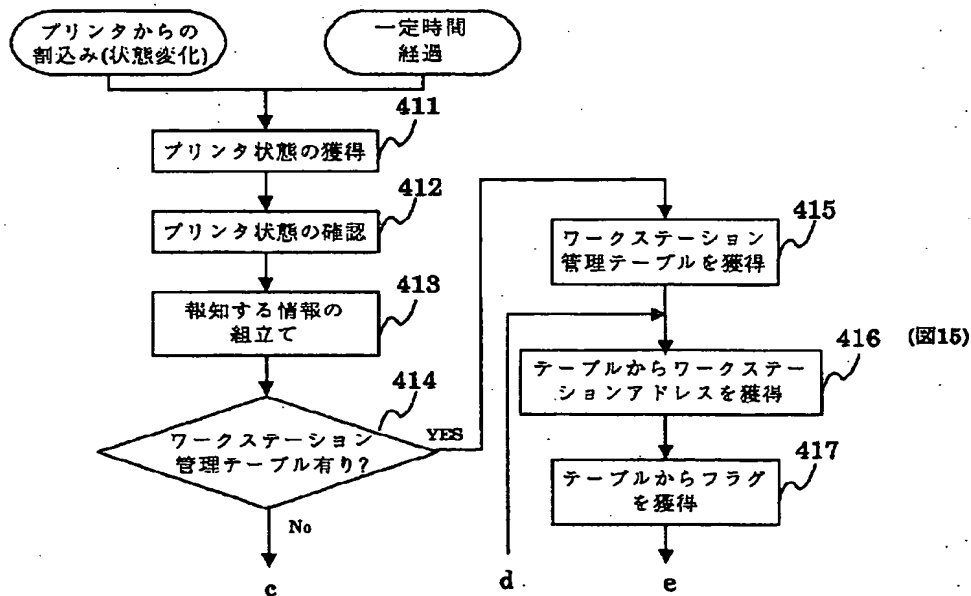 プリンタからの
割込み(状態変化)
一定時間
経過
411
プリンタ状態の獲得
412
プリンタ状態の確認
413
報知する情報の
組立て
414
ワークステーション
管理テーブル有り?
YES
No
c
415
ワークステーション
管理テーブルを獲得
416
(図15)
テーブルからワークステー
ションアドレスを獲得
417
テーブルからフラグ
を獲得
d
e